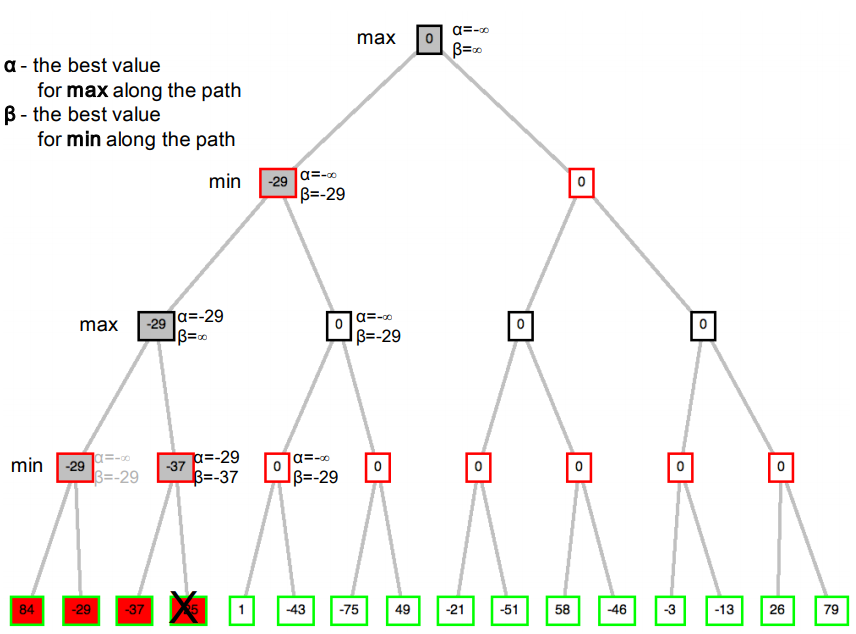 max 0 α=-∞
β=∞
α - the best value
for max along the path
β - the best value
for min along the path
min -29 α=-∞
β=-29
0
max -29 α=-29
β=∞
0 α=-∞
β=-29
0
0
min -29 α=-∞
β=-29
-37 α=-29
β=-37
0 α=-∞
β=-29
0
0
0
0
0
84 -29 -37 X 1 -43 -75 49 -21 -51 58 -46 -3 -13 26 79